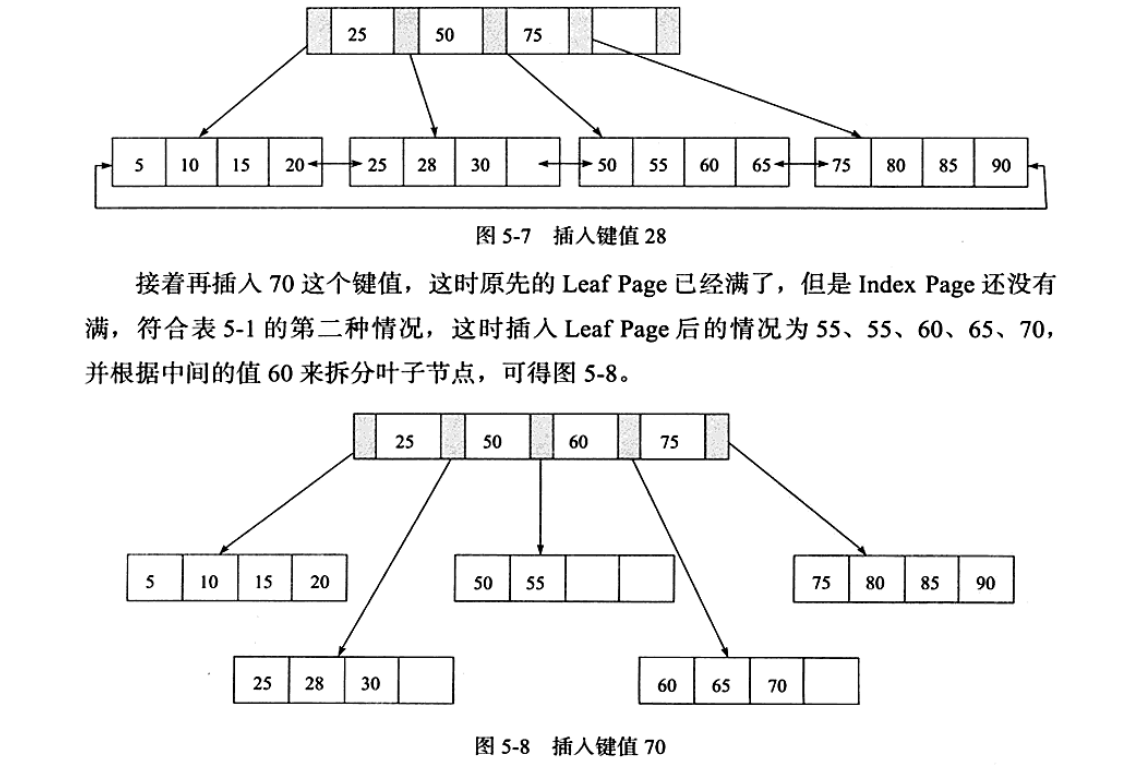 25 50 75
5 10 15 20 25 28 30 50 55 60 65 75 80 85 90
图 5-7 插入键值 28
接着再插入 70 这个键值，这时原先的 Leaf Page 已经满了，但是 Index Page 还没有
满，符合表 5-1 的第二种情况，这时插入 Leaf Page 后的情况为 55、55、60、65、70，
并根据中间的值 60 来拆分叶子节点，可得图 5-8。
25 50 60 75
5 10 15 20 50 55 75 80 85 90
25 28 30 60 65 70
图 5-8 插入键值 70